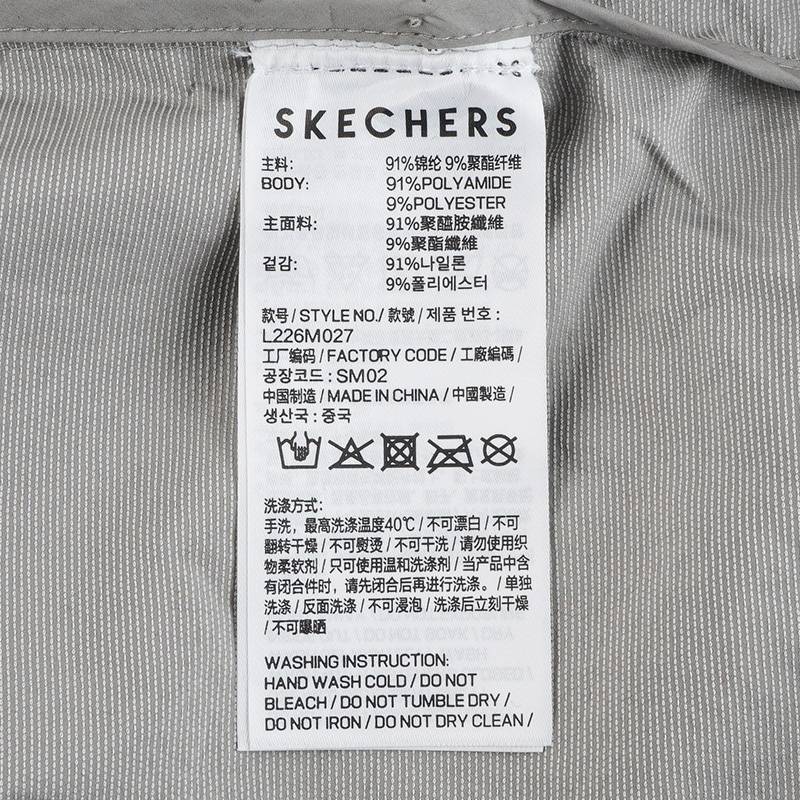 SKECHERS
主料: 91%锦纶 9%聚酯纤维
BODY: 91%POLYAMIDE
9%POLYESTER
主面料: 91%聚醯胺纖維
9%聚酯纖維
겉감: 91%나일론
9%폴리에스터
款号 / STYLE NO./ 款號 / 제품 번호 :
L226M027
工厂编码 / FACTORY CODE / 工廠編碼 /
공장코드 : SM02
中国制造 / MADE IN CHINA / 中國製造 /
생산국 : 중국
洗涤方式:
手洗，最高洗涤温度40℃ / 不可漂白 / 不可
翻转干燥 / 不可熨烫 / 不可干洗 / 请勿使用织
物柔软剂 / 只可使用温和洗涤剂 / 当产品中含
有闭合件时，请先闭合后再进行洗涤。 / 单独
洗涤 / 反面洗涤 / 不可浸泡 / 洗涤后立刻干燥
/ 不可曝晒
WASHING INSTRUCTION:
HAND WASH COLD / DO NOT
BLEACH / DO NOT TUMBLE DRY /
DO NOT IRON / DO NOT DRY CLEAN /